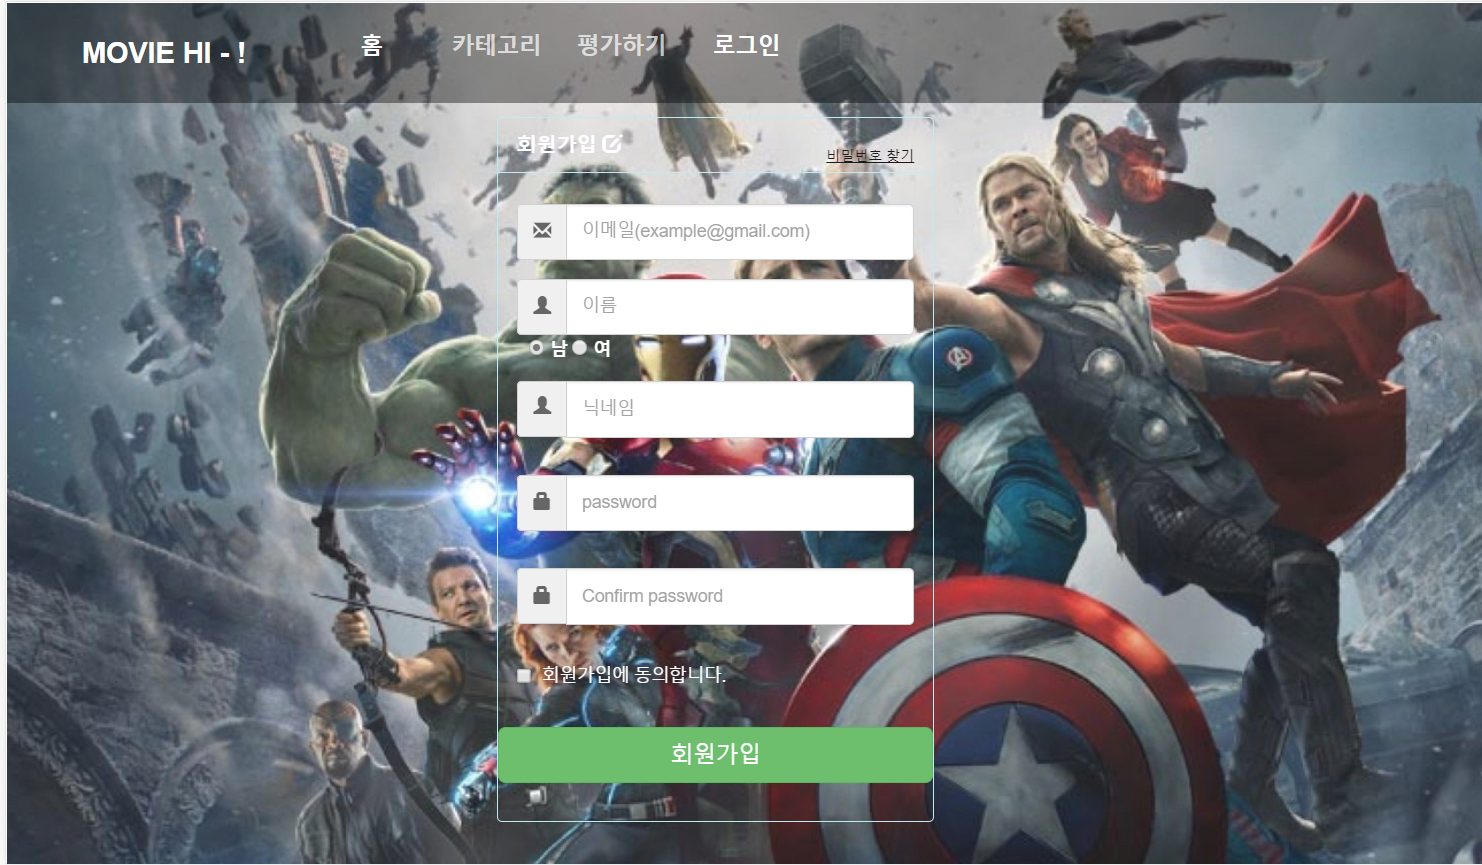 MOVIE HI - ! 홈 카테고리 평가하기 로그인
회원가입
비밀번호 찾기
이메일(example@gmail.com)
이름
남 여
닉네임
password
Confirm password
회원가입에 동의합니다.
회원가입